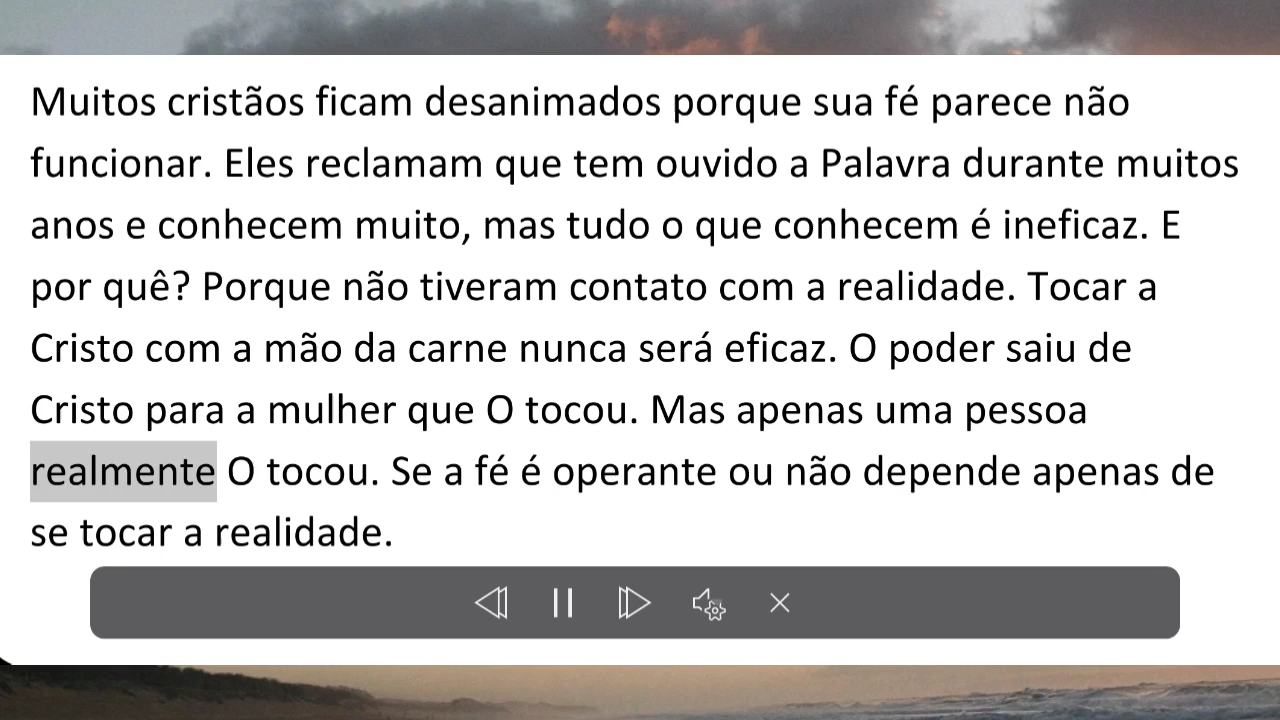 Muitos cristãos ficam desanimados porque sua fé parece não
funcionar. Eles reclamam que tem ouvido a Palavra durante muitos
anos e conhecem muito, mas tudo o que conhecem é ineficaz. E
por quê? Porque não tiveram contato com a realidade. Tocar a
Cristo com a mão da carne nunca será eficaz. O poder saiu de
Cristo para a mulher que O tocou. Mas apenas uma pessoa
realmente O tocou. Se a fé é operante ou não depende apenas de
se tocar a realidade.